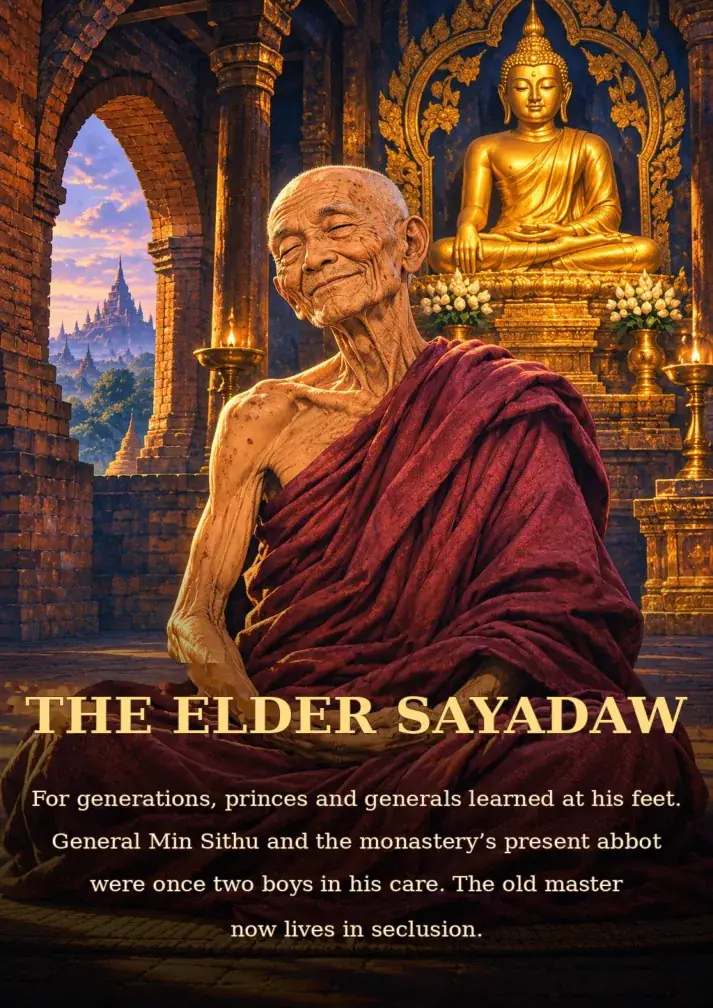 THE ELDER SAYADAW
For generations, princes and generals learned at his feet.
General Min Sithu and the monastery’s present abbot
were once two boys in his care. The old master
now lives in seclusion.